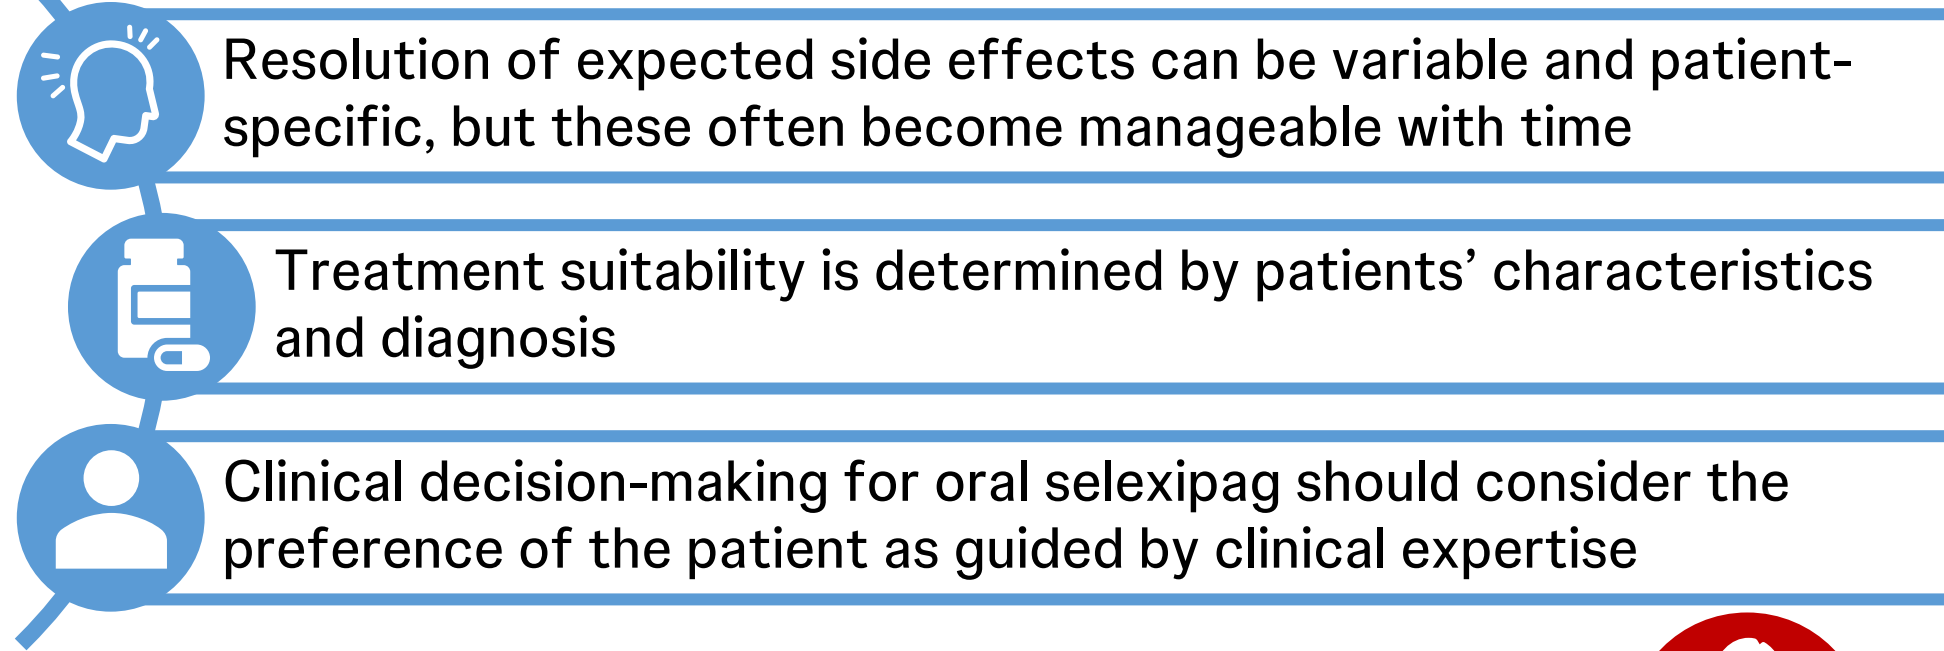 Resolution of expected side effects can be variable and patient-
specific, but these often become manageable with time
Treatment suitability is determined by patients’ characteristics
and diagnosis
Clinical decision-making for oral selexipag should consider the
preference of the patient as guided by clinical expertise